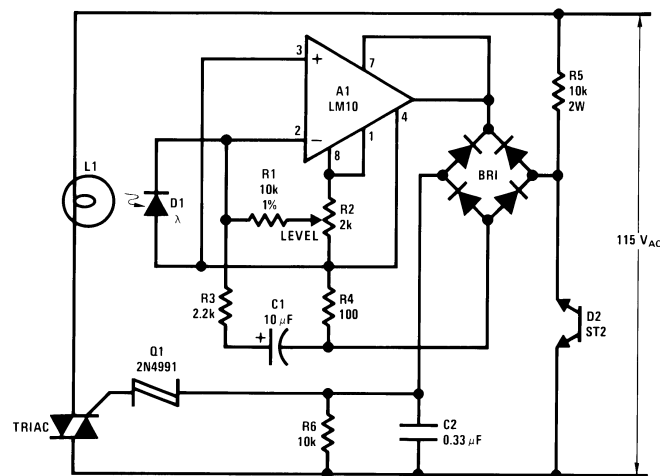 3
+
7
A1
LM10
4
2
−
1
8
R5
10k
2W
BRI
L1
D1
λ
R1
10k
1%
LEVEL
R2
2k
115 VAC
R3
2.2k
C1
10 μF
+
R4
100
D2
ST2
Q1
2N4991
TRIAC
R6
10k
C2
0.33 μF